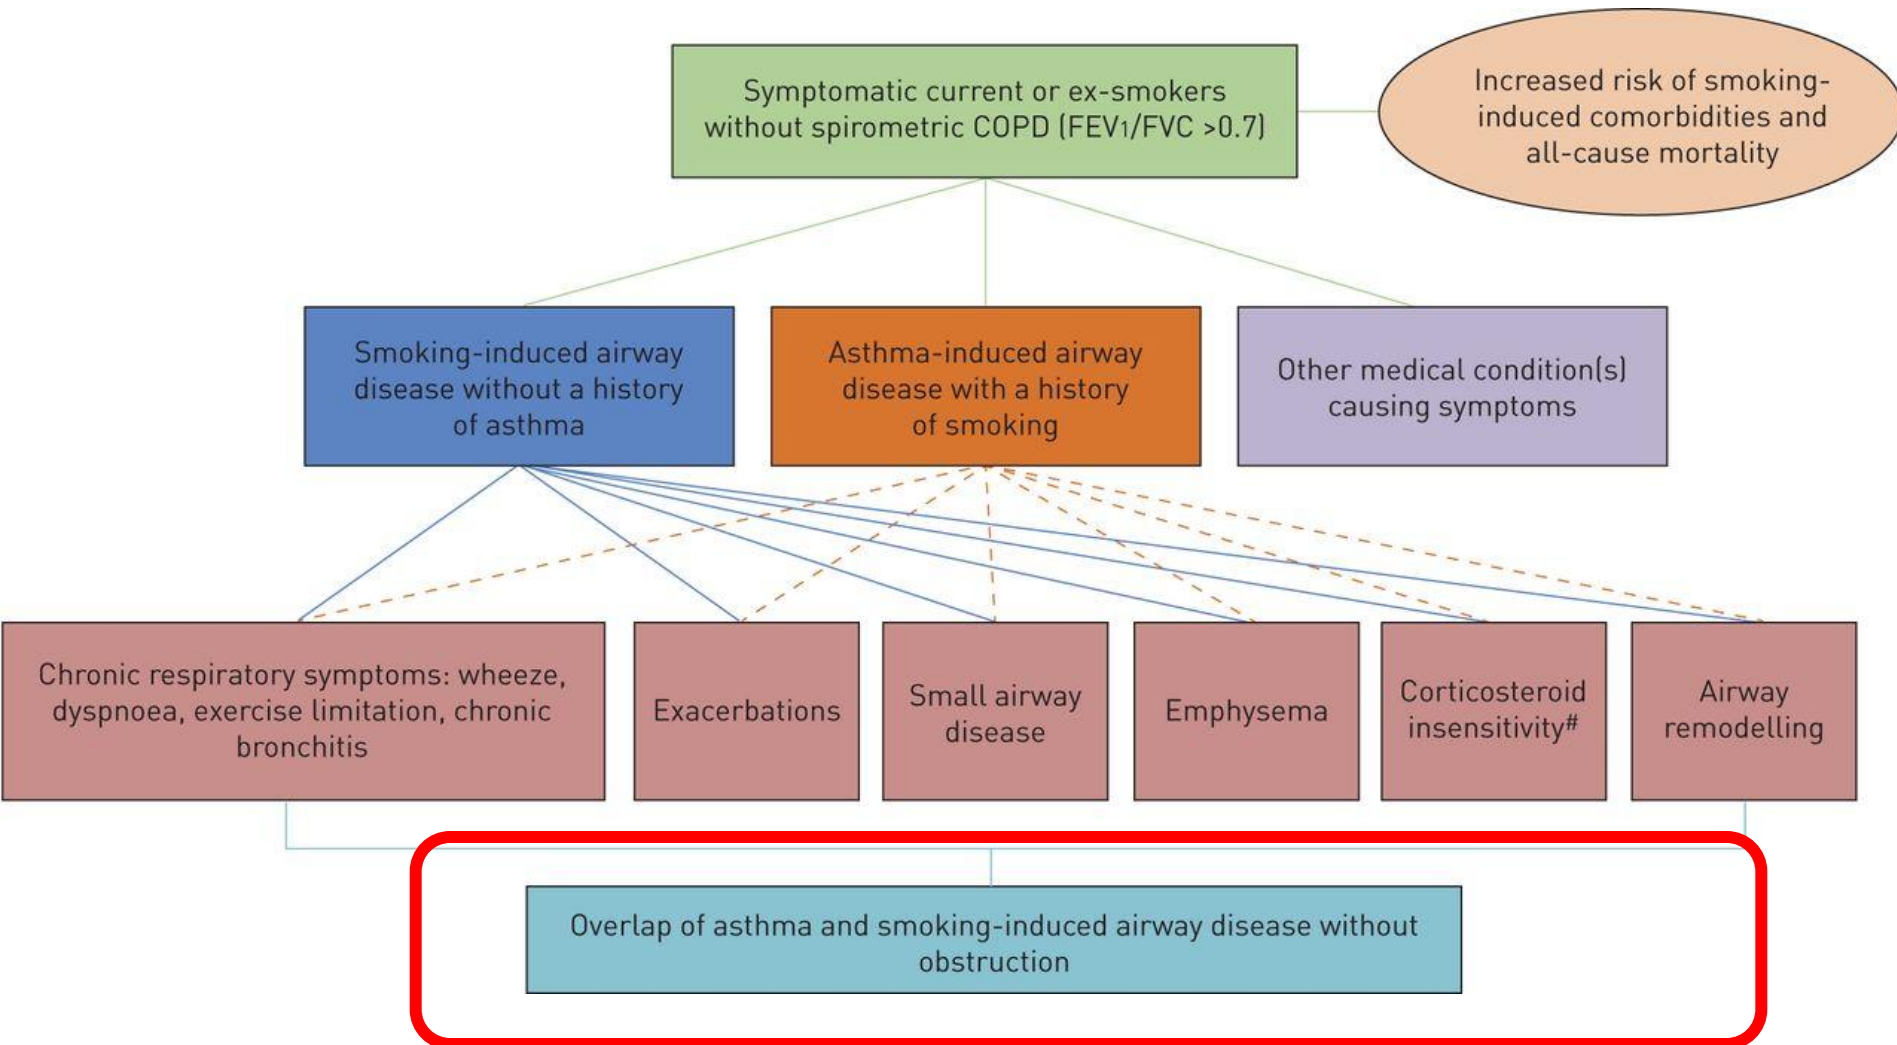 Symptomatic current or ex-smokers
without spirometric COPD (FEV1/FVC >0.7)
Increased risk of smoking-
induced comorbidities and
all-cause mortality
Smoking-induced airway
disease without a history
of asthma
Asthma-induced airway
disease with a history
of smoking
Other medical condition(s)
causing symptoms
Chronic respiratory symptoms: wheeze,
dyspnoea, exercise limitation, chronic
bronchitis
Exacerbations
Small airway
disease
Emphysema
Corticosteroid
insensitivity#
Airway
remodelling
Overlap of asthma and smoking-induced airway disease without
obstruction